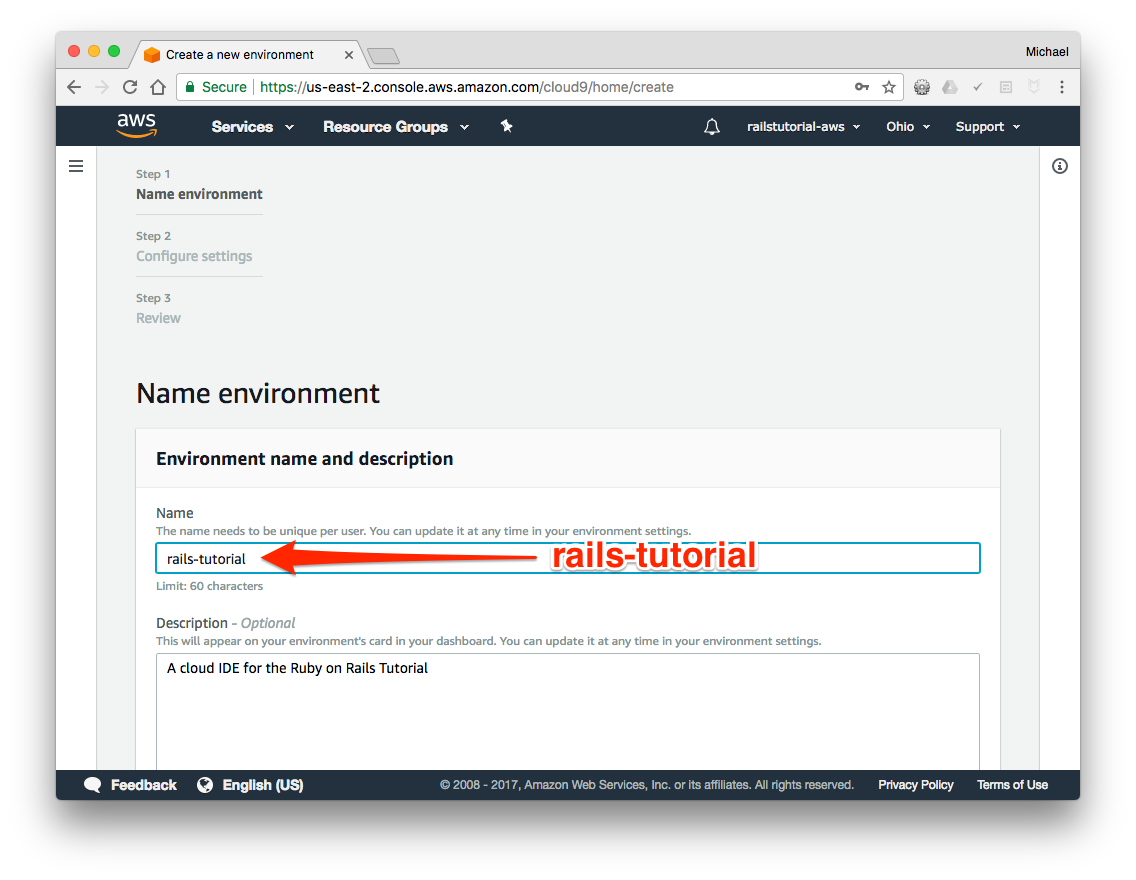 Create a new environment
Michael
Secure https://us-east-2.console.aws.amazon.com/cloud9/home/create
aws
Services Resource Groups railstutorial-aws Ohio Support
Step 1
Name environment
Step 2
Configure settings
Step 3
Review
Name environment
Environment name and description
Name
The name needs to be unique per user. You can update it at any time in your environment settings.
rails-tutorial rails-tutorial
Limit: 60 characters
Description - Optional
This will appear on your environment's card in your dashboard. You can update it at any time in your environment settings.
A cloud IDE for the Ruby on Rails Tutorial
Feedback English (US) © 2008 - 2017, Amazon Web Services, Inc. or its affiliates. All rights reserved. Privacy Policy Terms of Use